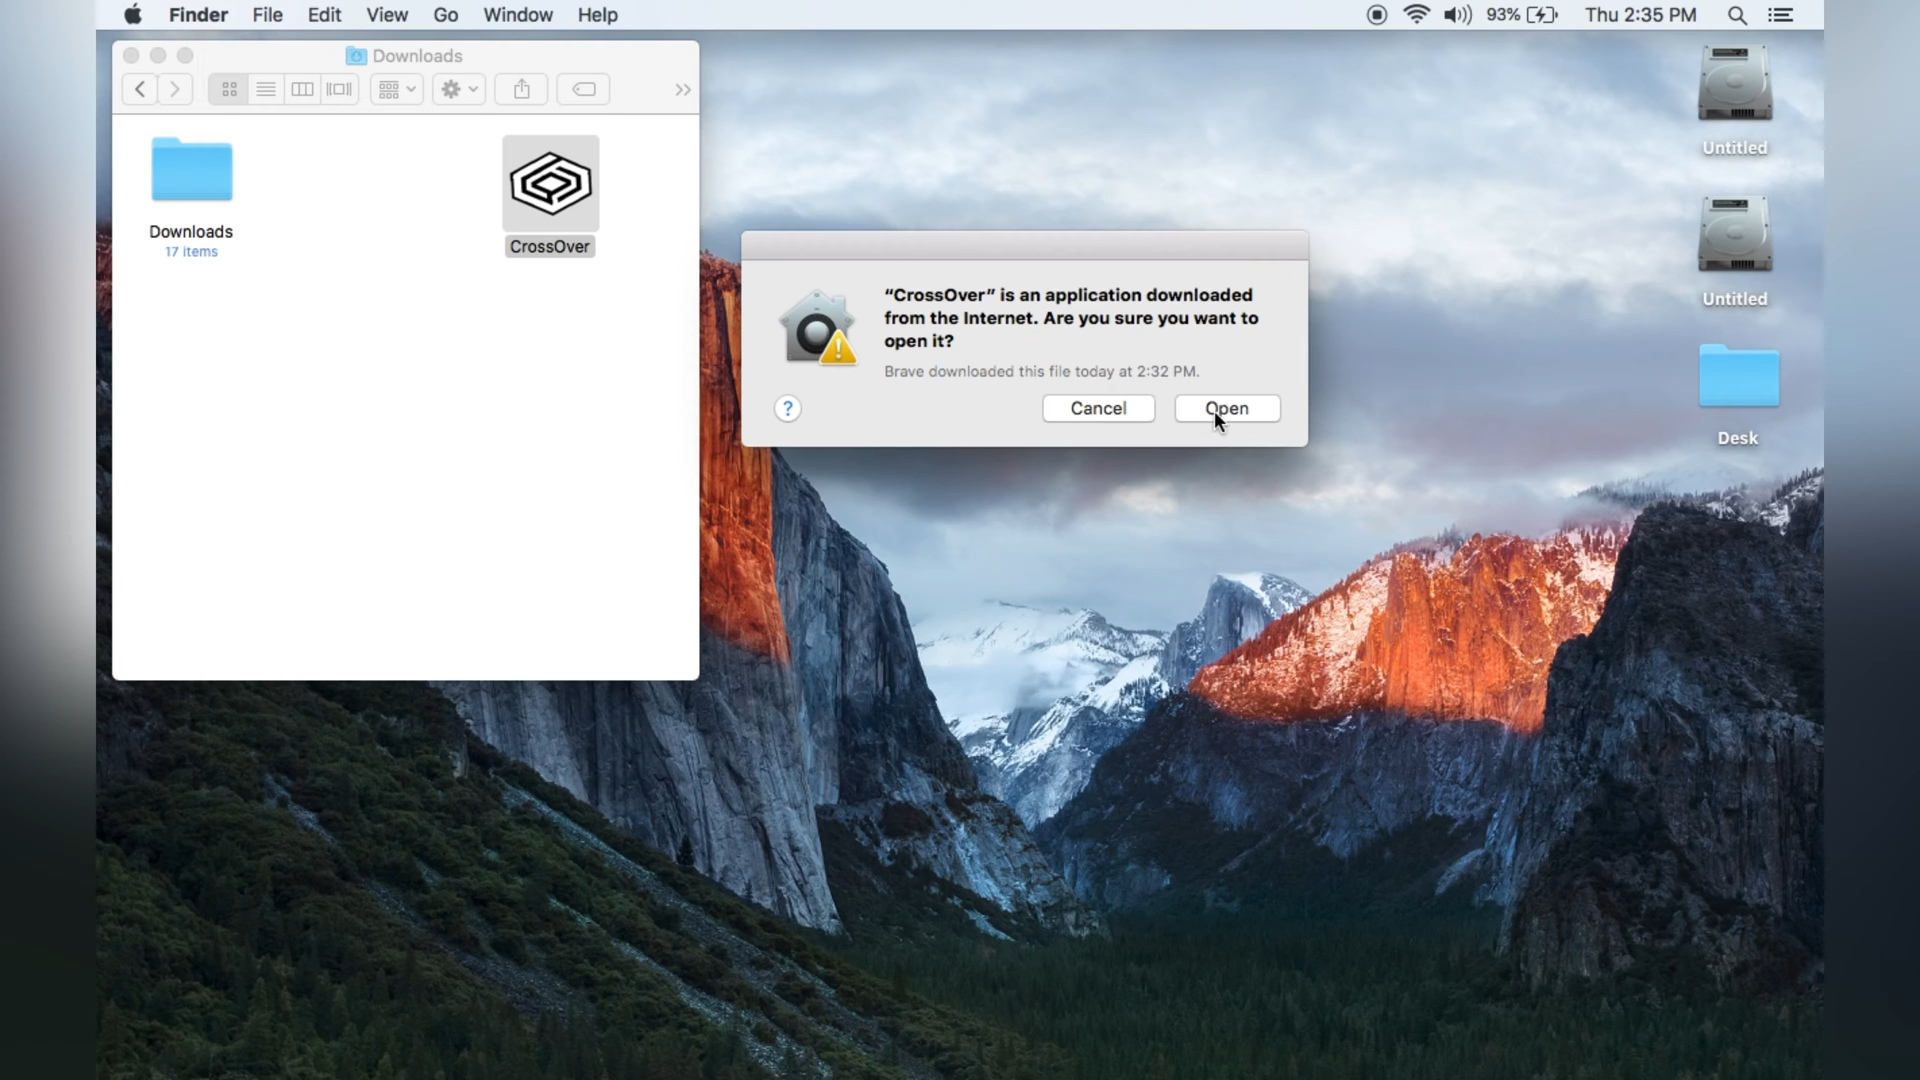 Finder File Edit View Go Window Help 93% Thu 2:35 PM
Downloads
Downloads
17 items
CrossOver
“CrossOver” is an application downloaded
from the Internet. Are you sure you want to
open it?
Brave downloaded this file today at 2:32 PM.
?
Cancel
Open
Untitled
Untitled
Desk